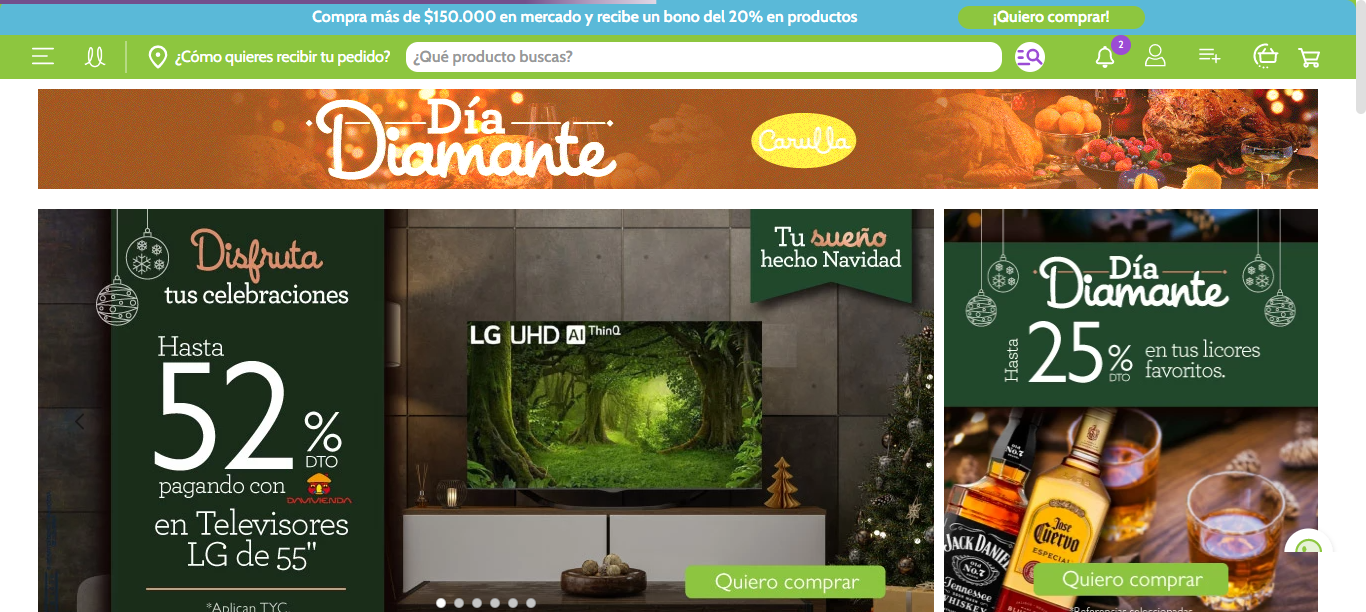 Compra más de $150.000 en mercado y recibe un bono del 20% en productos
¡Quiero comprar!
¿Cómo quieres recibir tu pedido?
¿Qué producto buscas?
2
Día
Diamante
Carulla
Disfruta
tus celebraciones
Hasta
52%
DTO
pagando con
DAVIVIENDA
en Televisores
LG de 55"
*Aplican TYC.
Tu sueño
hecho Navidad
LG UHD AI ThinQ
Quiero comprar
Día
Diamante
Hasta
25%
DTO
en tus licores
favoritos.
OLD
No.7
JACK DANIEL
OLD
No.7
Tennessee
WHISKEY
Jose
Cuervo
ESPECIAL
Quiero comprar
*Referencias seleccionadas